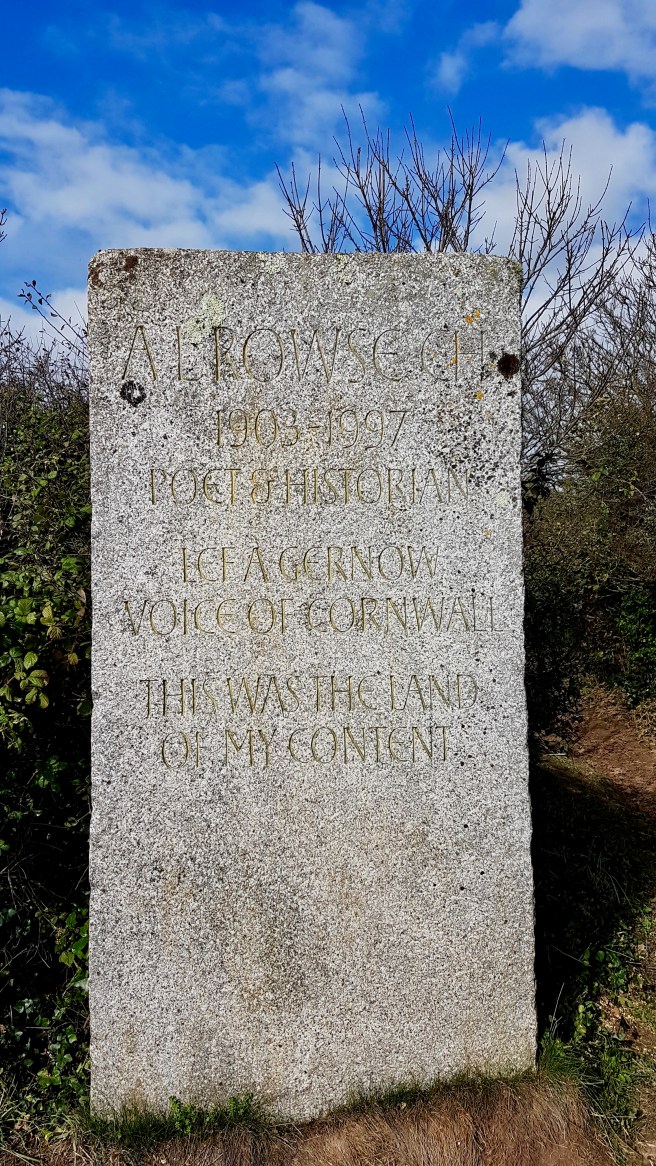 A L ROWSE CH
1903-1997
POET & HISTORIAN
LEF A GERNOW
VOICE OF CORNWALL
THIS WAS THE LAND
OF MY CONTENT